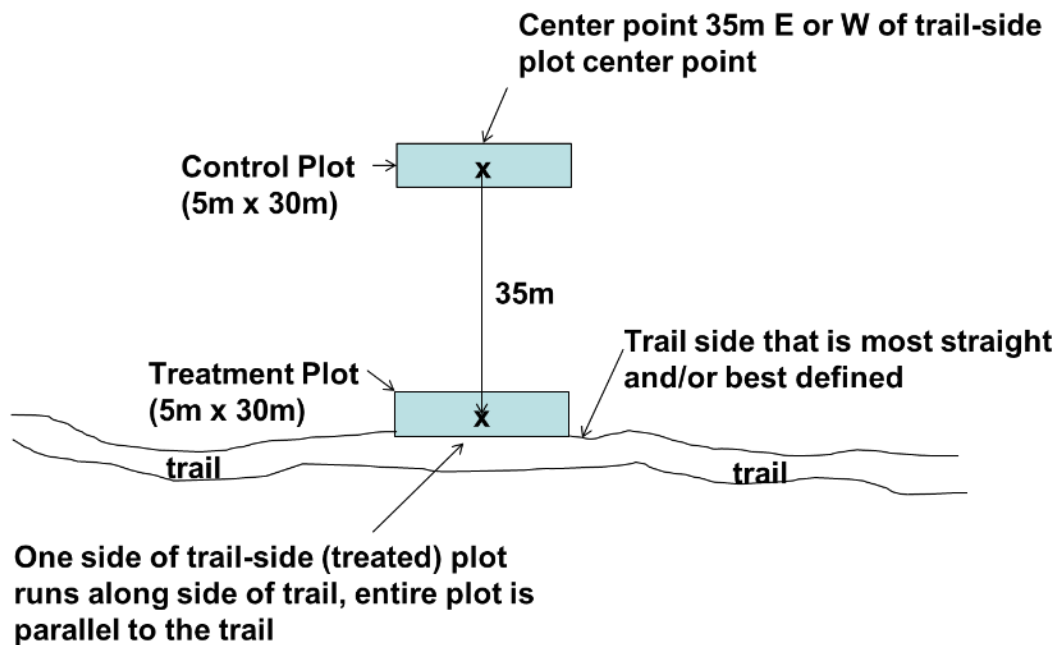 Center point 35m E or W of trail-side
plot center point
Control Plot
(5m x 30m)
x
35m
Trail side that is most straight
and/or best defined
Treatment Plot
(5m x 30m)
x
trail
trail
One side of trail-side (treated) plot
runs along side of trail, entire plot is
parallel to the trail